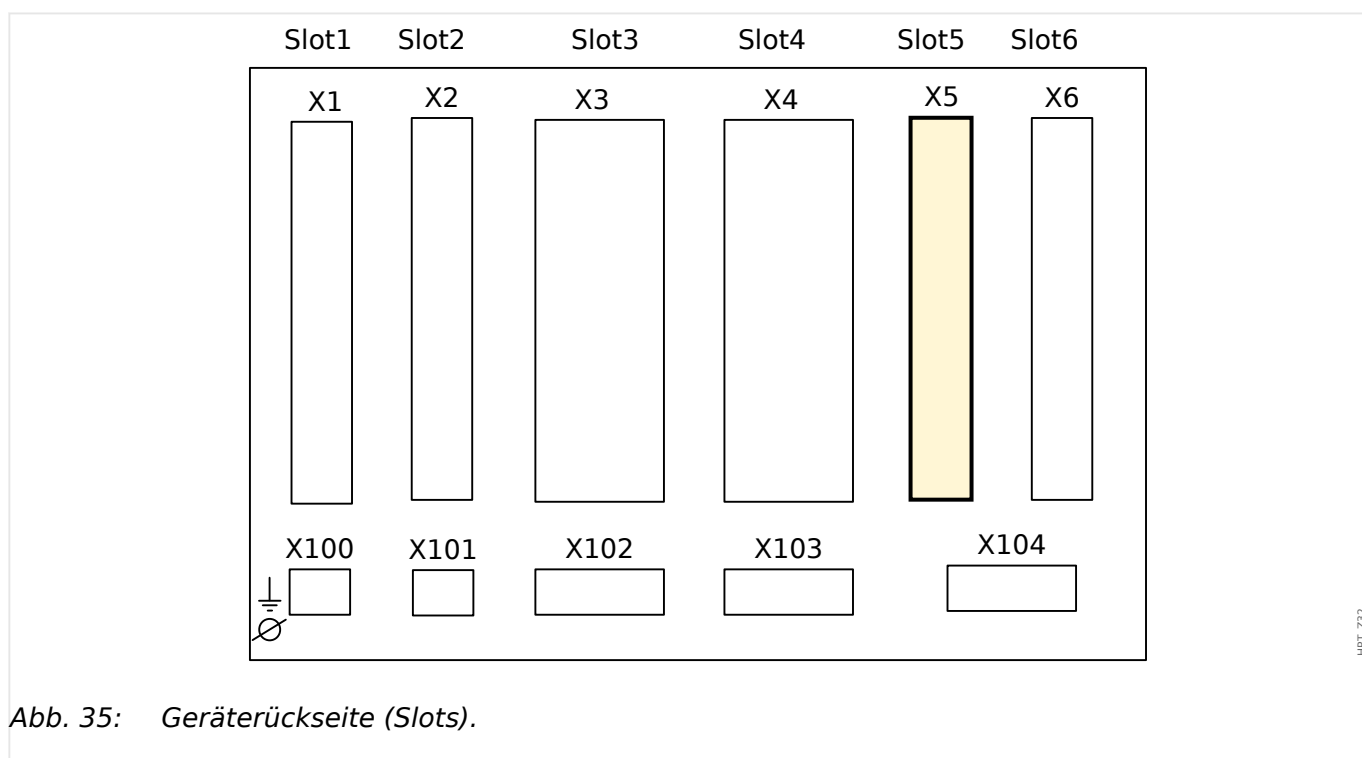 Slot1 Slot2 Slot3 Slot4 Slot5 Slot6
X1 X2 X3 X4 X5 X6
X100 X101 X102 X103 X104
Abb. 35: Geräterückseite (Slots).